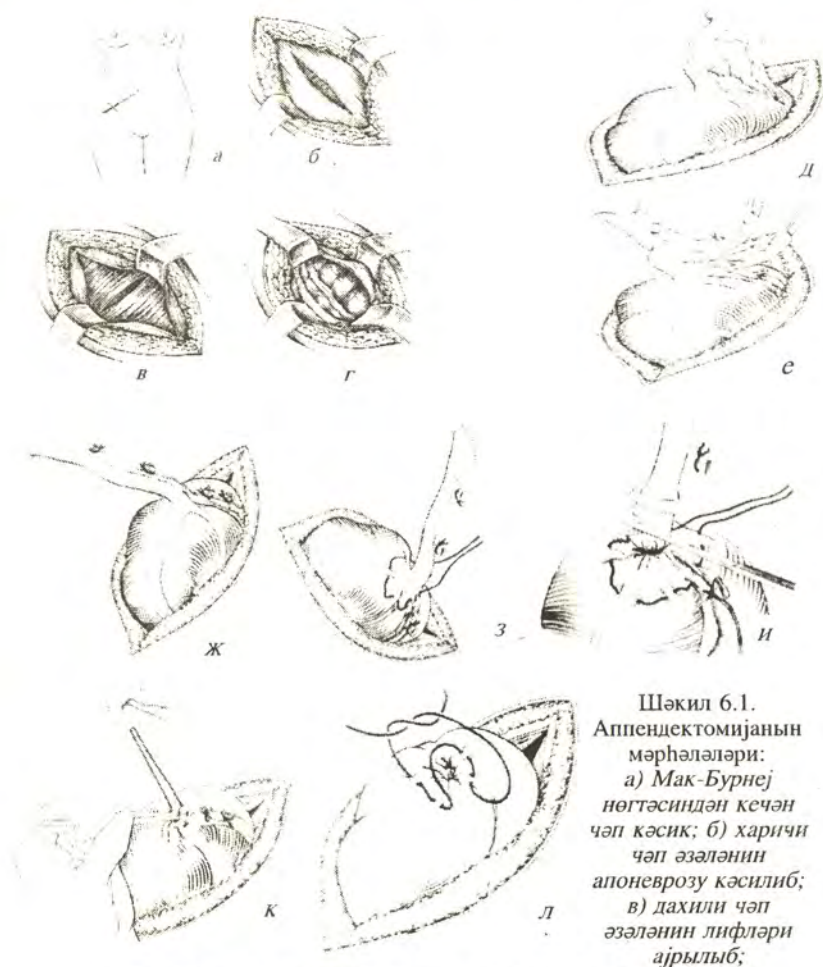 а
б
д
в
г
е
ж
з
и
к
л
Шәкил 6.1.
Аппендектомијанын
мәрһәләләри:
а) Мак-Бурнеј
нөгтәсиндән кечән
чәп кәсик; б) харичи
чәп әзәләнин
апоневрозу кәсилиб;
в) дахили чәп
әзәләнин лифләри
ајрылыб;